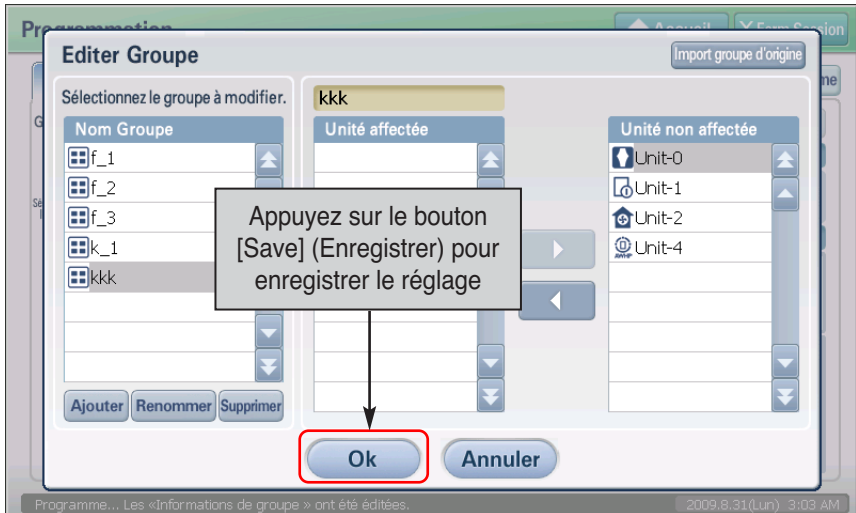 Programmation
Accueil
X Ferm Session
Editer Groupe
Import groupe d'origine
Sélectionnez le groupe à modifier.
kkk
Nom Groupe
Unité affectée
Unité non affectée
f_1
f_2
f_3
k_1
kkk
Unit-0
Unit-1
Unit-2
Unit-4
Appuyez sur le bouton
[Save] (Enregistrer) pour
enregistrer le réglage
Ajouter
Renommer
Supprimer
Ok
Annuler
Programme... Les «Informations de groupe » ont été éditées.
2009.8.31(Lun) 3:03 AM